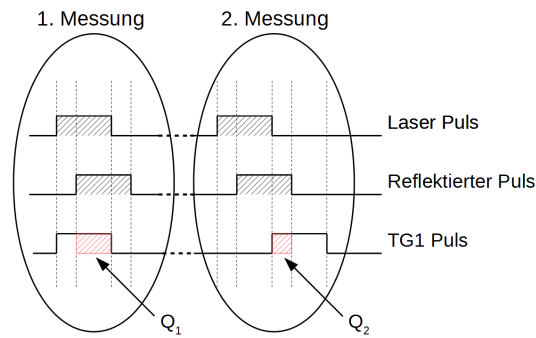 1. Messung
2. Messung
Laser Puls
Reflektierter Puls
TG1 Puls
Q₁
Q₂